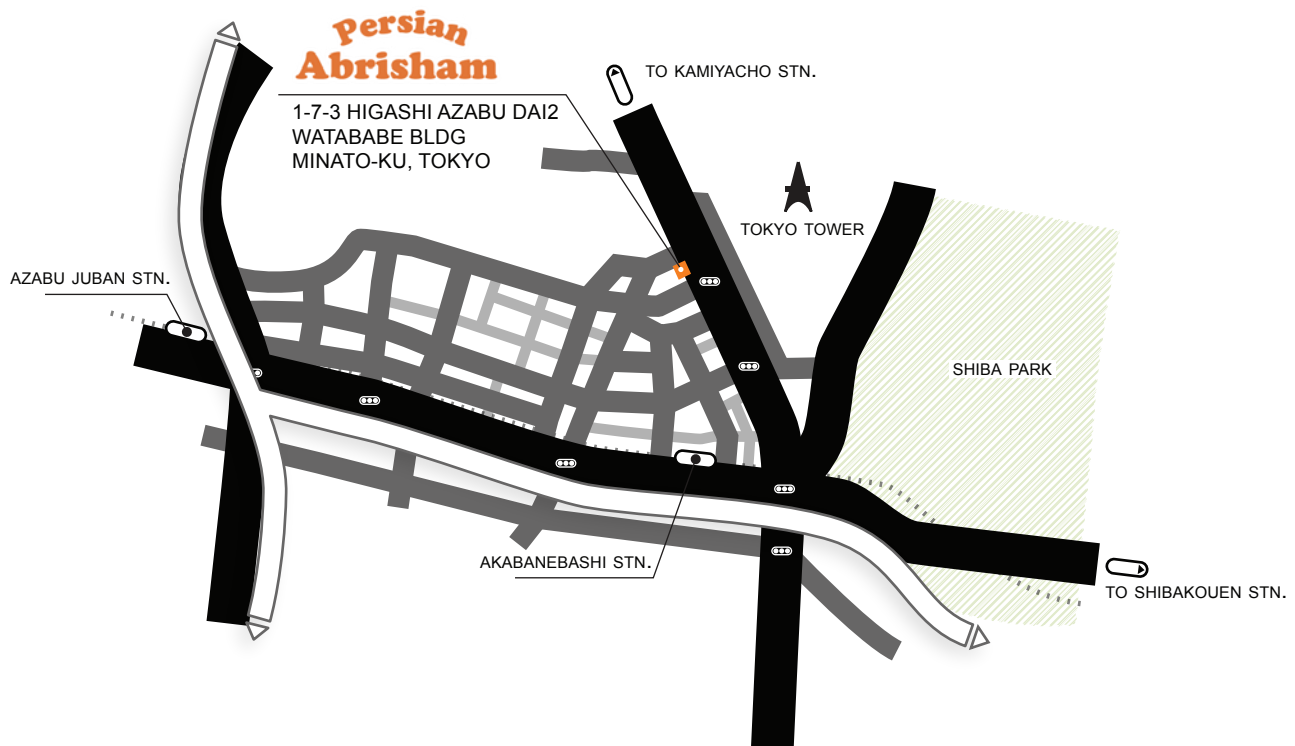 Persian
Abrisham
1-7-3 HIGASHI AZABU DAI2
WATABABE BLDG
MINATO-KU, TOKYO
TO KAMIYACHO STN.
TOKYO TOWER
AZABU JUBAN STN.
SHIBA PARK
AKABANEBASHI STN.
TO SHIBAKOUEN STN.